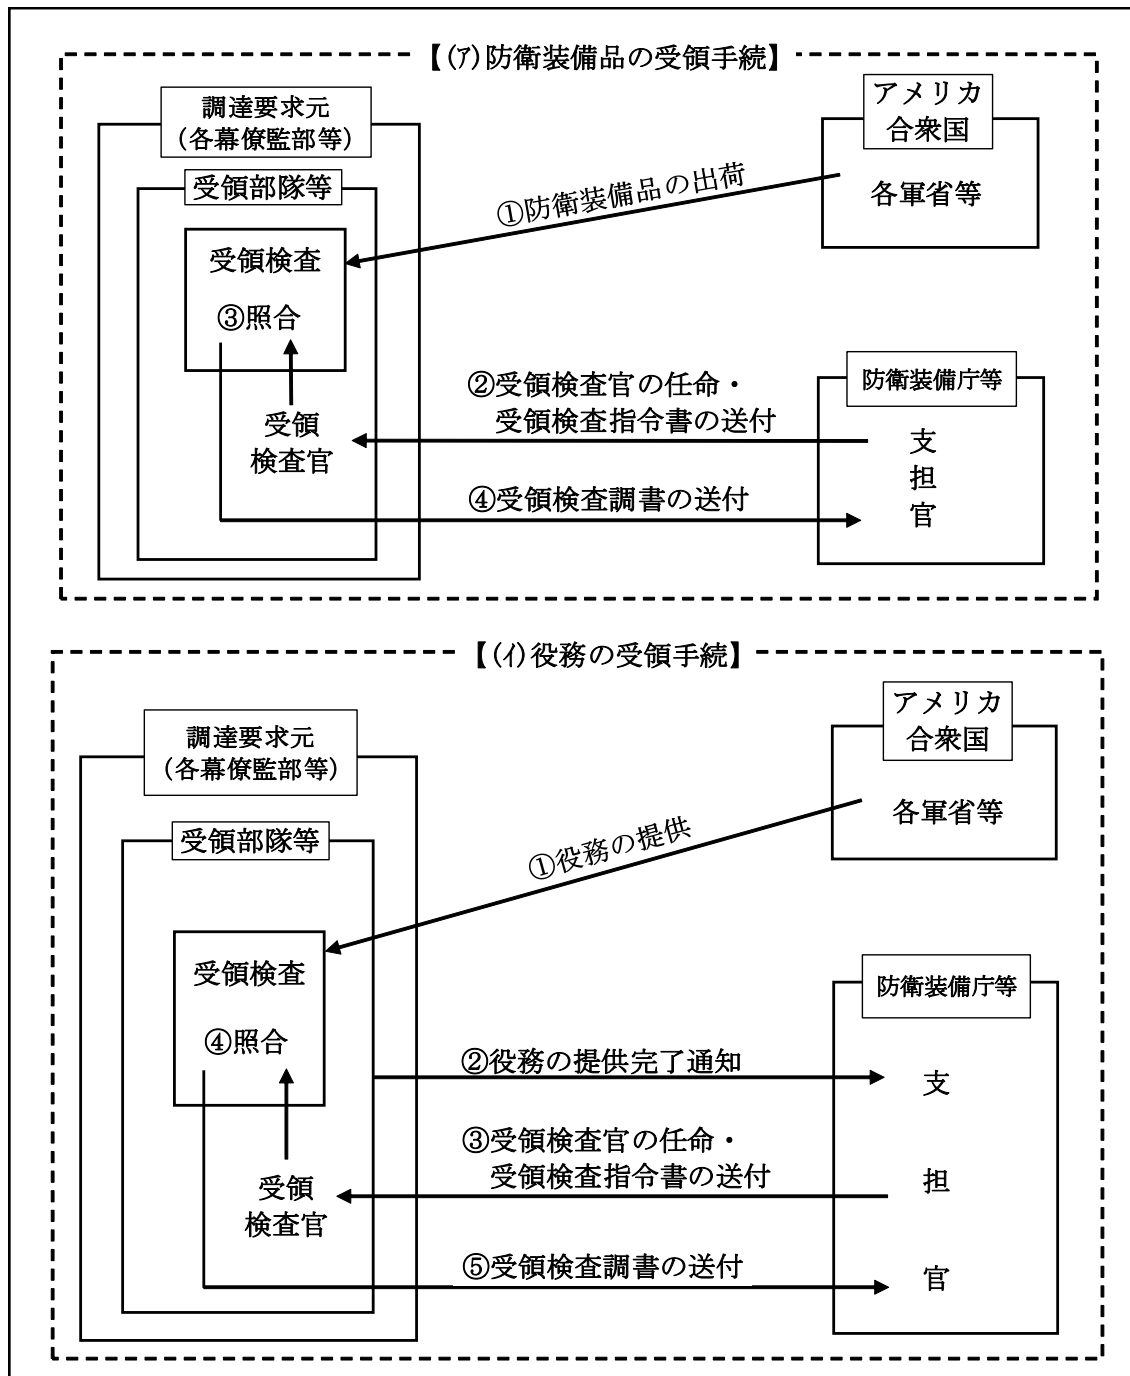 【(ｱ)防衛装備品の受領手続】
調達要求元
(各幕僚監部等)
アメリカ
合衆国
各軍省等
受領部隊等
①防衛装備品の出荷
受領検査
③照合
受領
検査官
②受領検査官の任命・
受領検査指令書の送付
④受領検査調書の送付
防衛装備庁等
支
担
官
【(ｲ)役務の受領手続】
調達要求元
(各幕僚監部等)
アメリカ
合衆国
各軍省等
受領部隊等
①役務の提供
受領検査
④照合
受領
検査官
②役務の提供完了通知
③受領検査官の任命・
受領検査指令書の送付
⑤受領検査調書の送付
防衛装備庁等
支
担
官